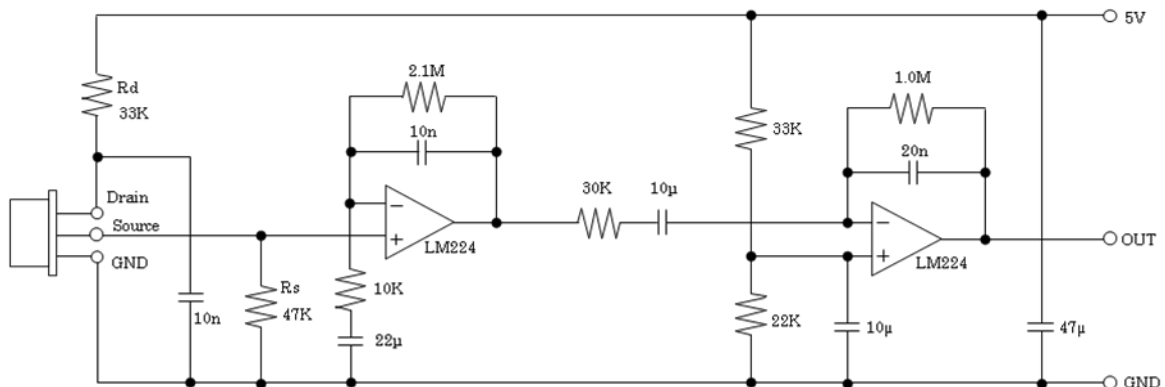 5V
Rd
33K
2.1M
10n
1.0M
20n
33K
30K
10μ
Drain
Source
GND
−
+
LM224
−
+
LM224
OUT
10K
22μ
Rs
47K
10n
22K
10μ
47μ
GND